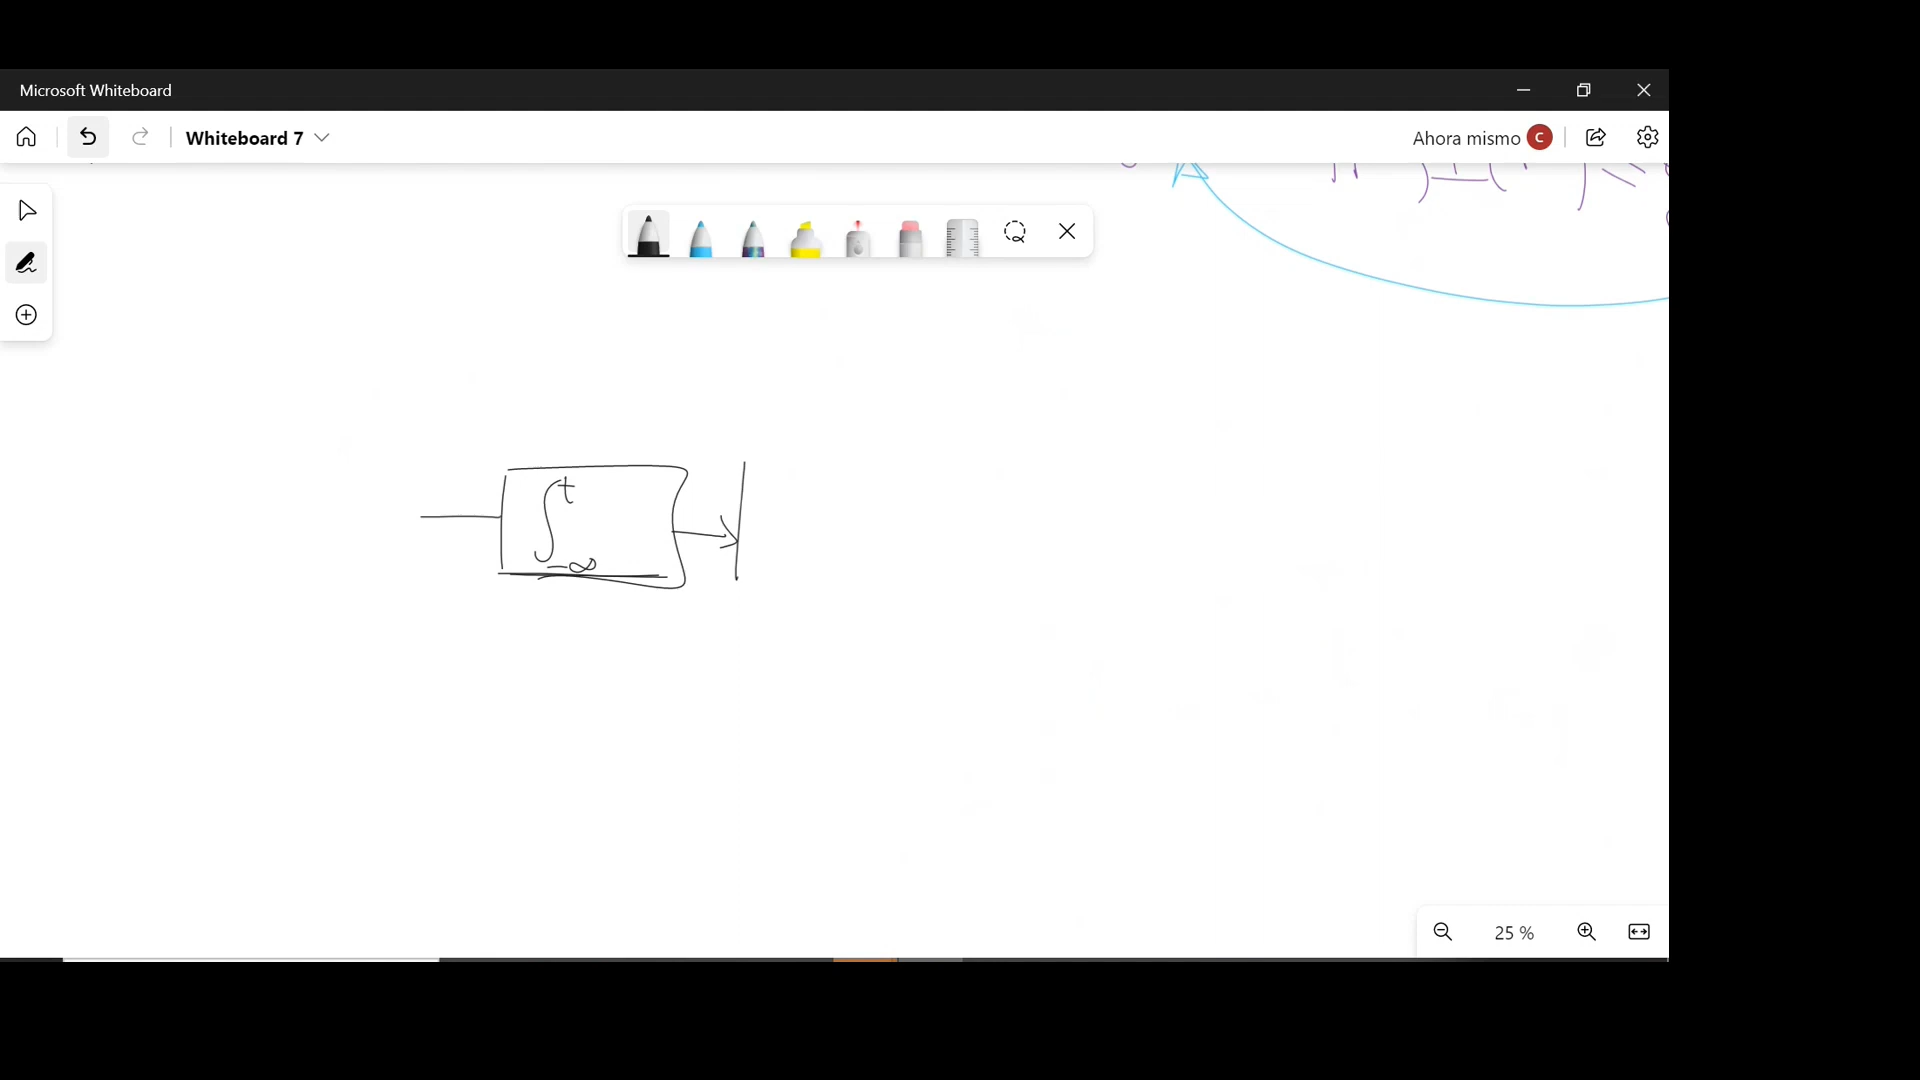 Microsoft Whiteboard
Whiteboard 7
Ahora mismo C
∫ t
-∞
25 %